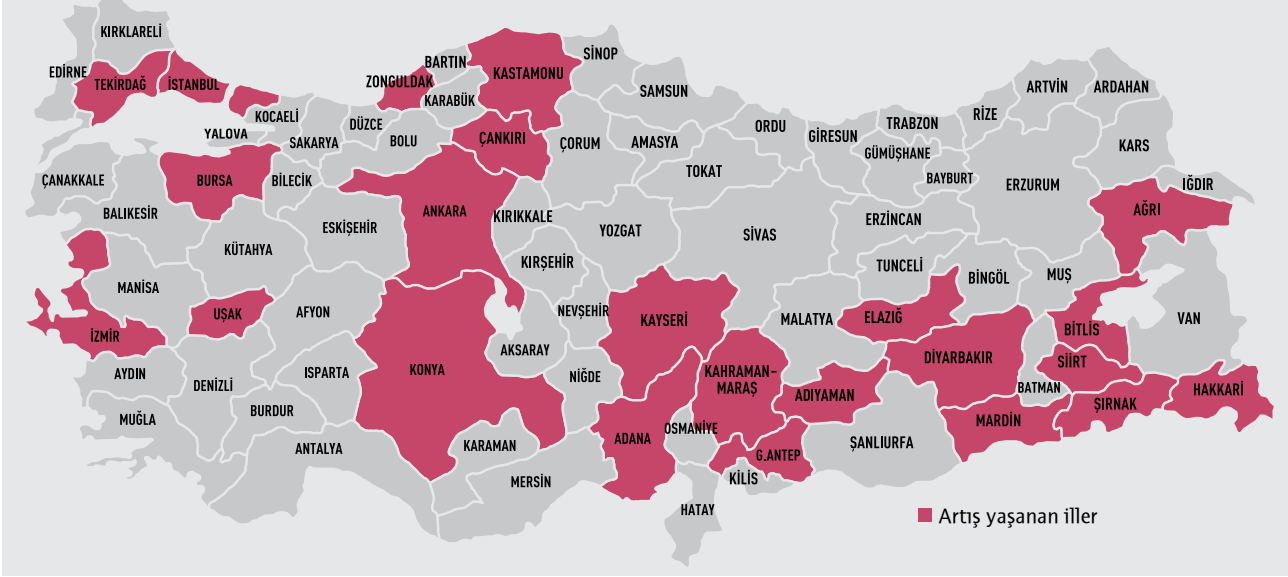 KIRKLARELİ
EDİRNE
TEKİRDAĞ
İSTANBUL
KOCAELİ
YALOVA
SAKARYA
DÜZCE
BOLU
ZONGULDAK
BARTIN
KARABÜK
KASTAMONU
SİNOP
SAMSUN
ÇANKIRI
ÇORUM
AMASYA
TOKAT
ORDU
GİRESUN
TRABZON
GÜMÜŞHANE
BAYBURT
RİZE
ARTVİN
ARDAHAN
KARS
IĞDIR
AĞRI
ERZURUM
ERZİNCAN
ÇANAKKALE
BALIKESİR
BURSA
BİLECİK
ESKİŞEHİR
KÜTAHYA
ANKARA
KIRIKKALE
KIRŞEHİR
YOZGAT
SİVAS
TUNCELİ
BİNGÖL
MUŞ
BİTLİS
VAN
MANİSA
İZMİR
UŞAK
AFYON
AYDIN
DENİZLİ
ISPARTA
BURDUR
MUĞLA
ANTALYA
KONYA
AKSARAY
NEVŞEHİR
NİĞDE
KAYSERİ
KARAMAN
MERSİN
ADANA
OSMANİYE
KAHRAMAN-
MARAŞ
MALATYA
ELAZIĞ
ADIYAMAN
DİYARBAKIR
BATMAN
SİİRT
ŞIRNAK
HAKKARİ
MARDİN
ŞANLIURFA
G.ANTEP
KİLİS
HATAY
Artış yaşanan iller